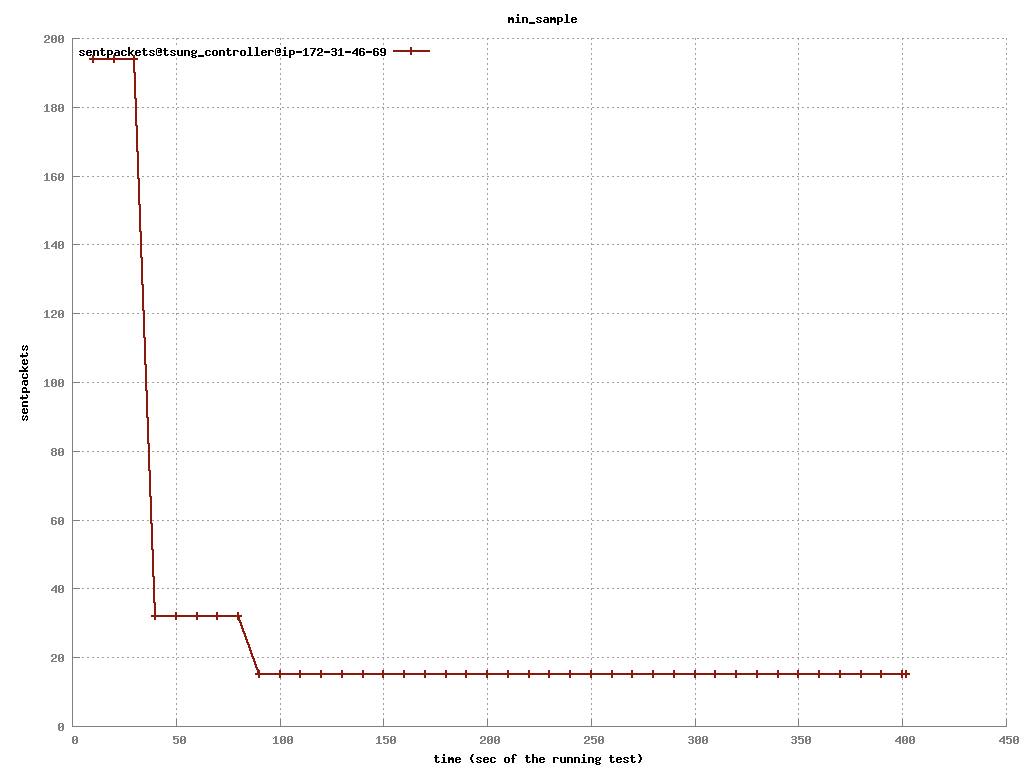 min_sample
sentpackets@tsung_controller@ip-172-31-46-69
200
180
160
140
120
100
80
60
40
20
0
sentpackets
0 50 100 150 200 250 300 350 400 450
time (sec of the running test)